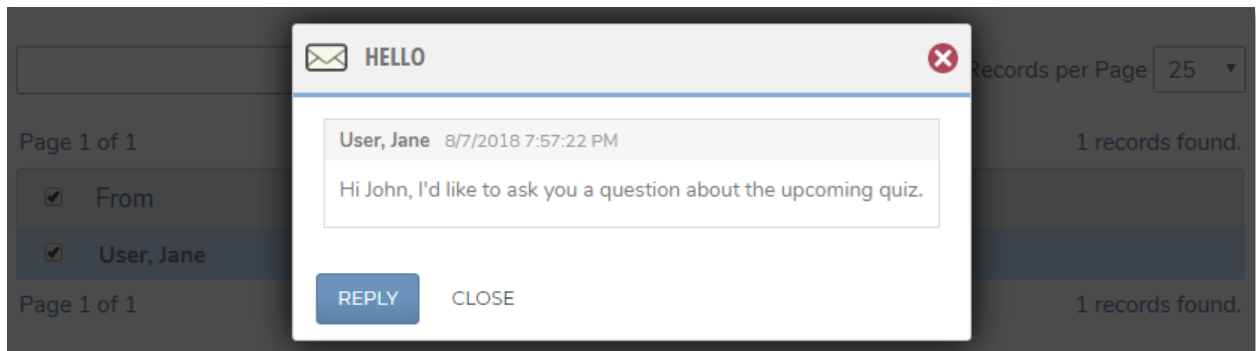 HELLO
Records per Page 25
Page 1 of 1
1 records found.
User, Jane 8/7/2018 7:57:22 PM
Hi John, I'd like to ask you a question about the upcoming quiz.
From
User, Jane
REPLY CLOSE
Page 1 of 1
1 records found.